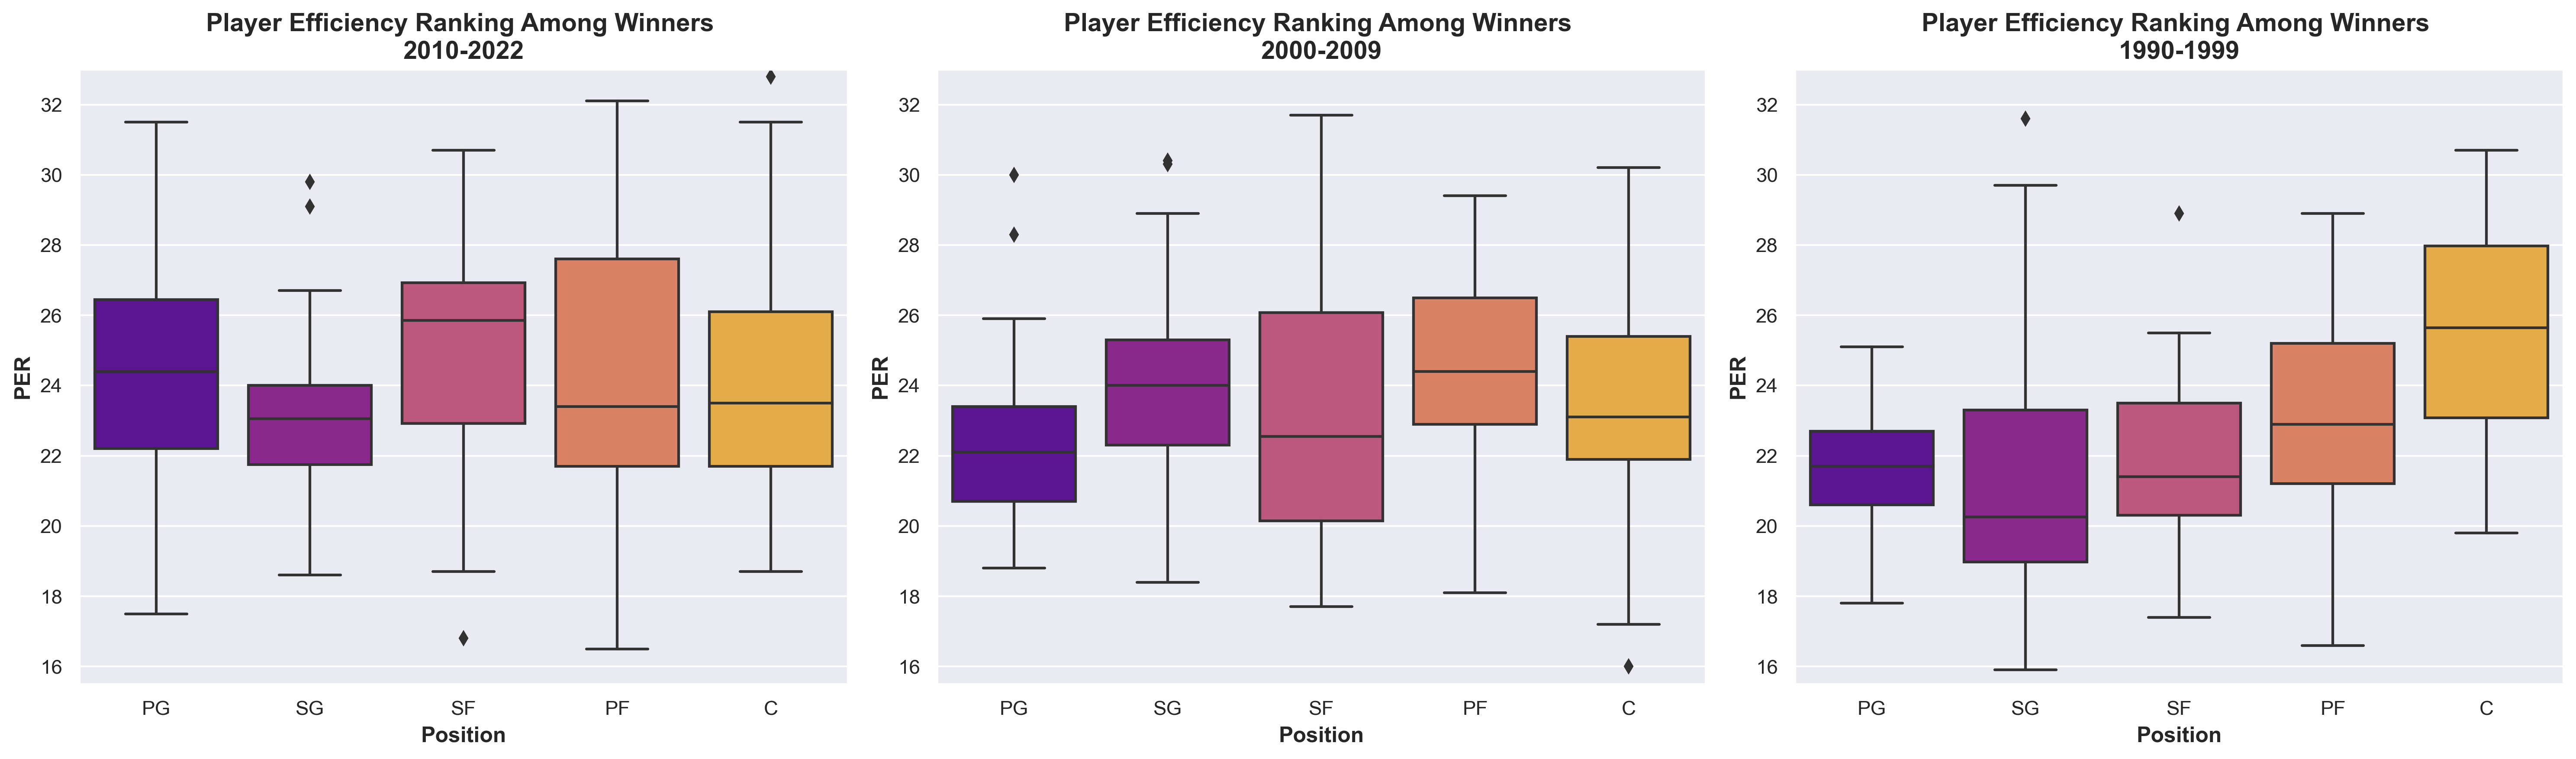 Player Efficiency Ranking Among Winners
2010-2022
PER
32
30
28
26
24
22
20
18
16
PG SG SF PF C
Position
Player Efficiency Ranking Among Winners
2000-2009
PER
32
30
28
26
24
22
20
18
16
PG SG SF PF C
Position
Player Efficiency Ranking Among Winners
1990-1999
PER
32
30
28
26
24
22
20
18
16
PG SG SF PF C
Position